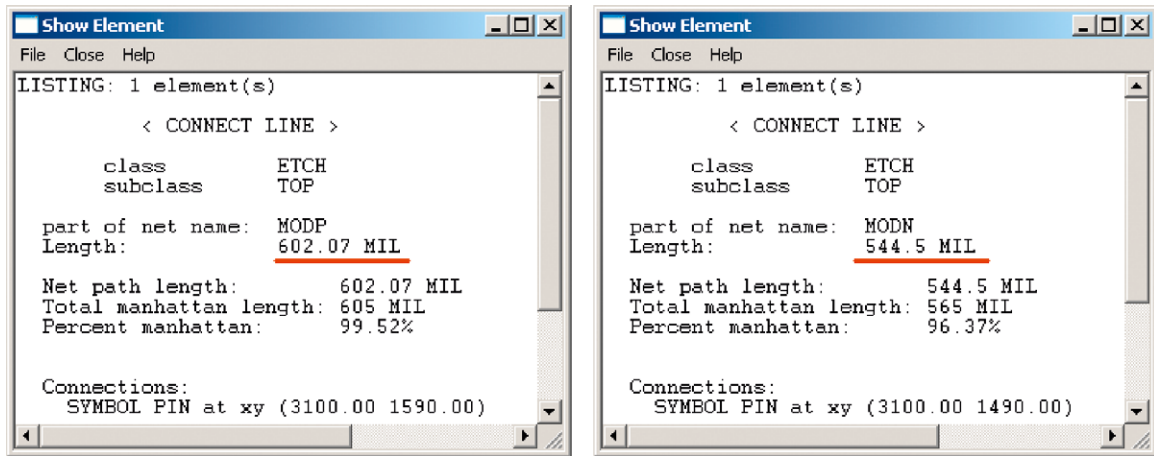 Show Element
File Close Help
LISTING: 1 element(s)
< CONNECT LINE >
class ETCH
subclass TOP
part of net name: MODP
Length: 602.07 MIL
Net path length: 602.07 MIL
Total manhattan length: 605 MIL
Percent manhattan: 99.52%
Connections:
SYMBOL PIN at xy (3100.00 1590.00)
Show Element
File Close Help
LISTING: 1 element(s)
< CONNECT LINE >
class ETCH
subclass TOP
part of net name: MODN
Length: 544.5 MIL
Net path length: 544.5 MIL
Total manhattan length: 565 MIL
Percent manhattan: 96.37%
Connections:
SYMBOL PIN at xy (3100.00 1490.00)